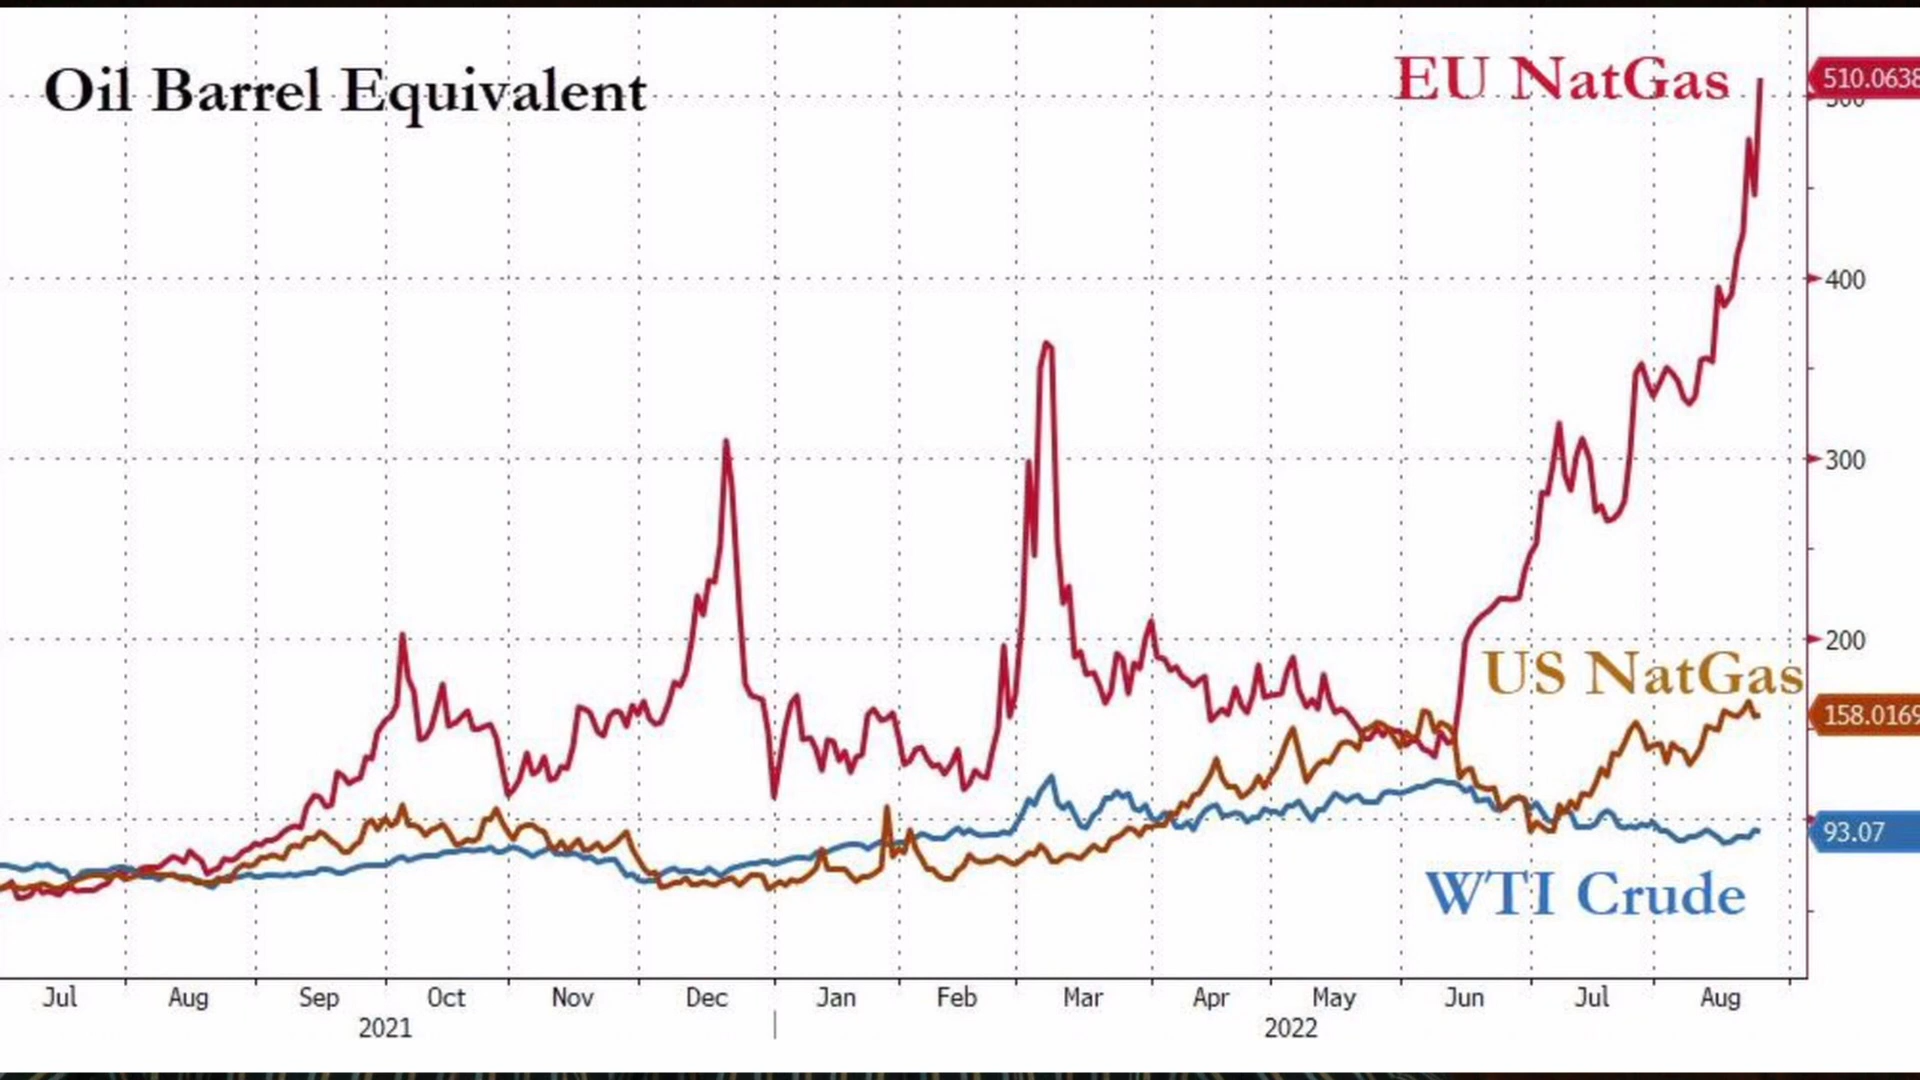 Oil Barrel Equivalent
EU NatGas
510.0638
500
400
300
200
US NatGas
158.0169
93.07
WTI Crude
Jul Aug Sep Oct Nov Dec Jan Feb Mar Apr May Jun Jul Aug
2021 2022